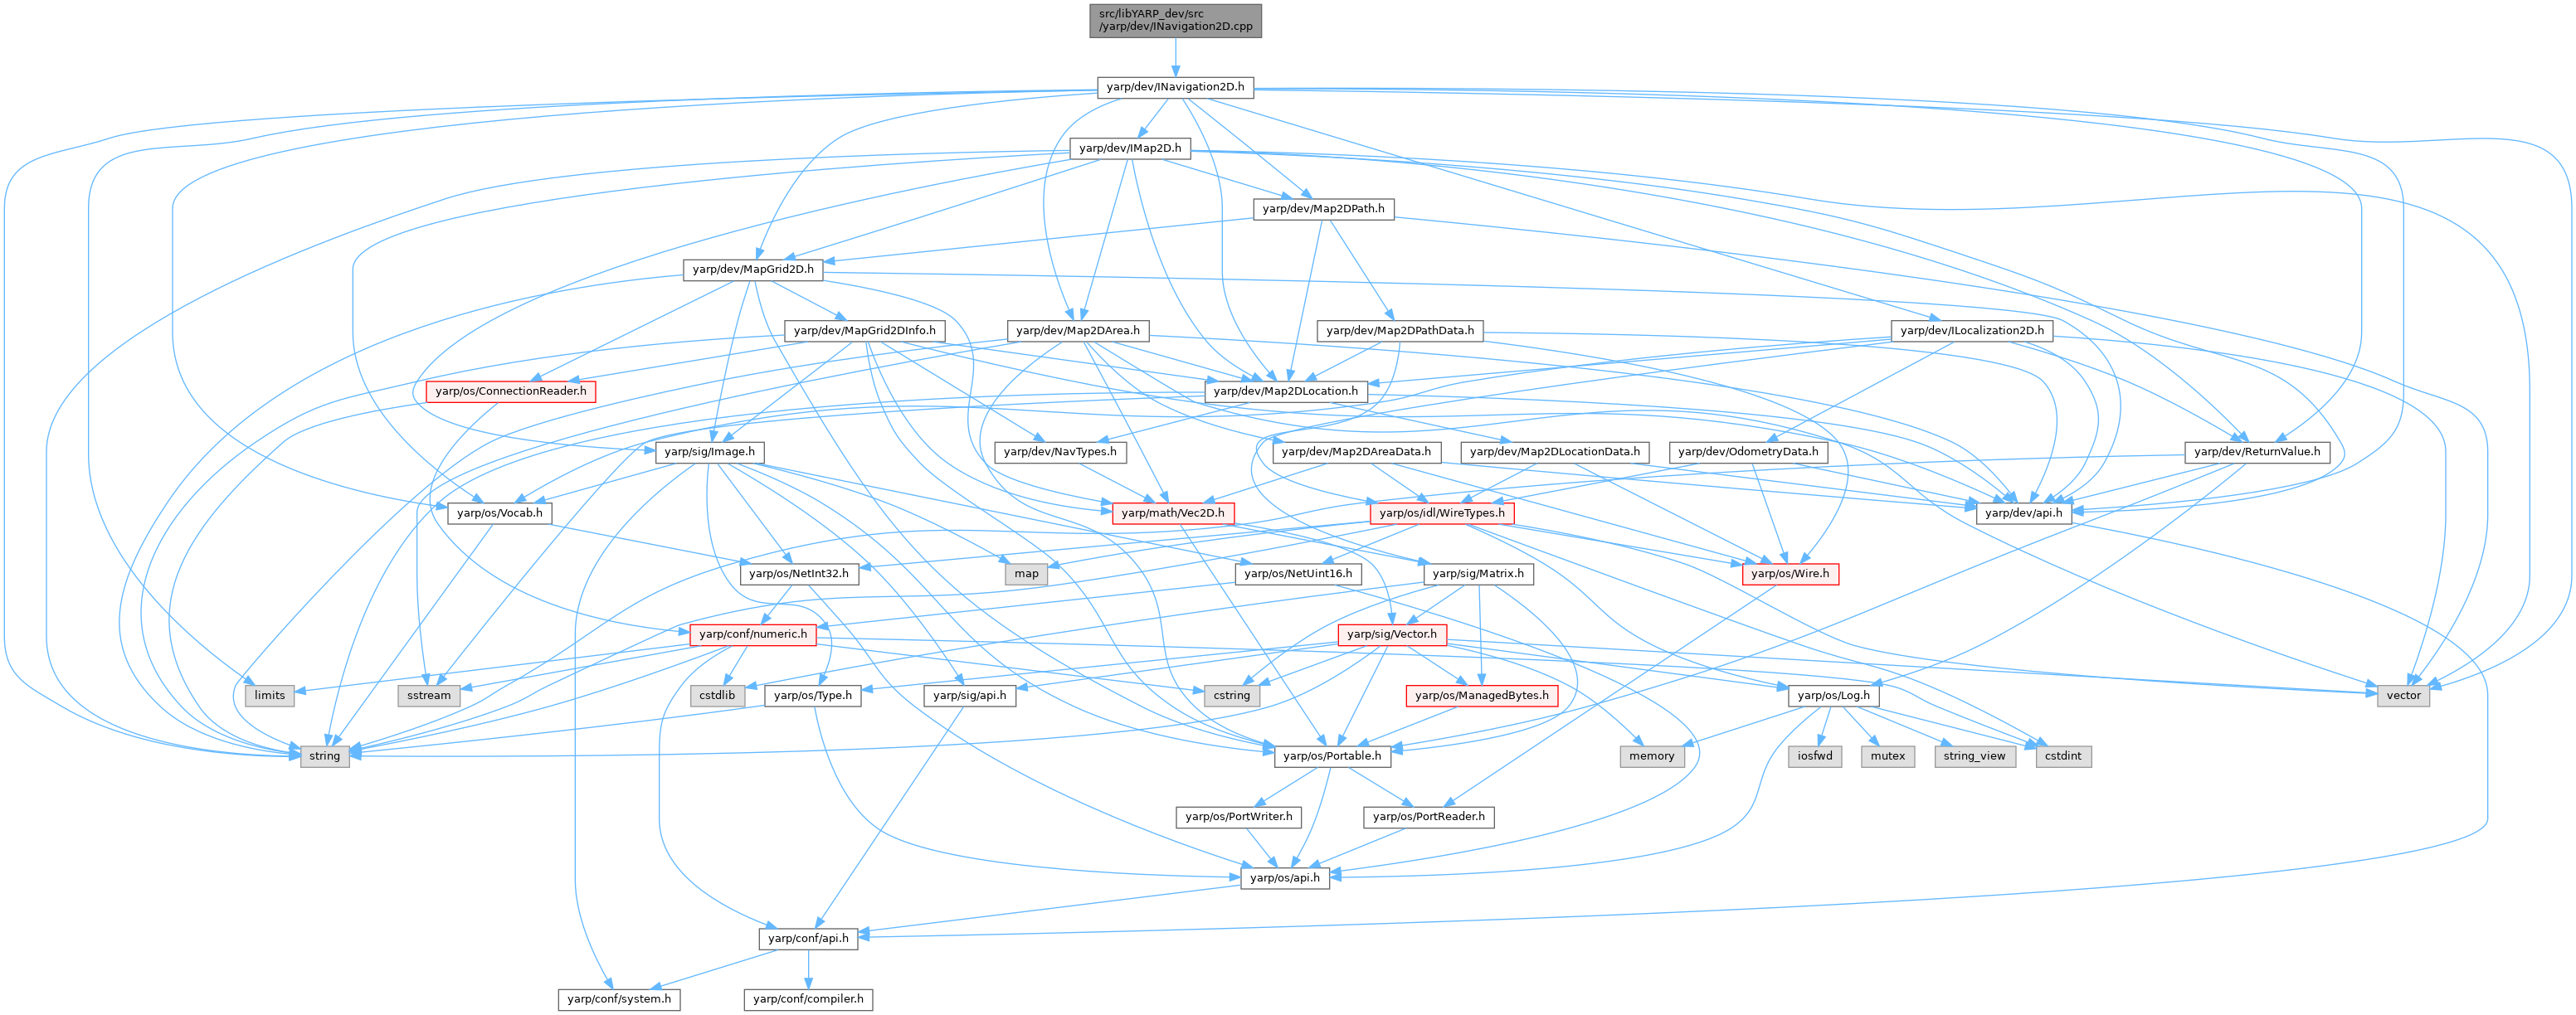 src/libYARP_dev/src
/yarp/dev/INavigation2D.cpp
yarp/dev/INavigation2D.h
yarp/dev/IMap2D.h
yarp/dev/Map2DPath.h
yarp/dev/MapGrid2D.h
yarp/dev/MapGrid2DInfo.h
yarp/dev/Map2DArea.h
yarp/dev/Map2DPathData.h
yarp/dev/ILocalization2D.h
yarp/os/ConnectionReader.h
yarp/dev/Map2DLocation.h
yarp/sig/Image.h
yarp/dev/NavTypes.h
yarp/dev/Map2DAreaData.h
yarp/dev/Map2DLocationData.h
yarp/dev/OdometryData.h
yarp/dev/ReturnValue.h
yarp/os/Vocab.h
yarp/math/Vec2D.h
yarp/os/idl/WireTypes.h
yarp/dev/api.h
yarp/os/NetInt32.h
map
yarp/os/NetUint16.h
yarp/sig/Matrix.h
yarp/os/Wire.h
yarp/conf/numeric.h
yarp/sig/Vector.h
limits
sstream
cstdlib
yarp/os/Type.h
yarp/sig/api.h
cstring
yarp/os/ManagedBytes.h
yarp/os/Log.h
vector
string
yarp/os/Portable.h
memory
iosfwd
mutex
string_view
cstdint
yarp/os/PortWriter.h
yarp/os/PortReader.h
yarp/os/api.h
yarp/conf/api.h
yarp/conf/system.h
yarp/conf/compiler.h